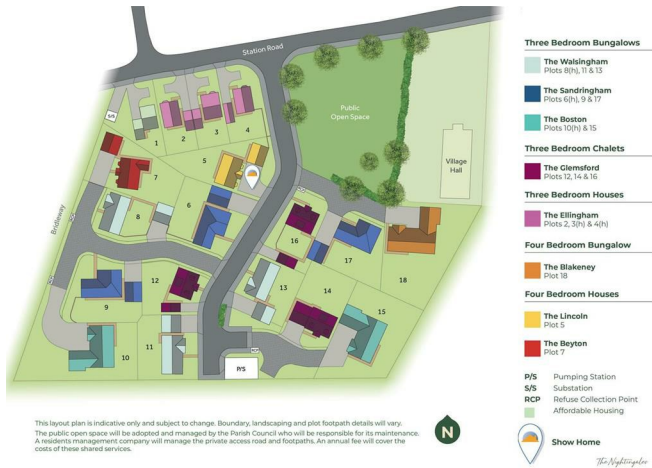 Station Road
Public
Open Space
Village
Hall
Bridleway
S/S
1
2
3
4
5
6
7
8
9
10
11
12
13
14
15
16
17
18
P/S
Three Bedroom Bungalows
The Walsingham
Plots 8(h), 11 & 13
The Sandringham
Plots 6(h), 9 & 17
The Boston
Plots 10(h) & 15
Three Bedroom Chalets
The Glemsford
Plots 12, 14 & 16
Three Bedroom Houses
The Ellingham
Plots 2, 3(h) & 4(h)
Four Bedroom Bungalow
The Blakeney
Plot 18
Four Bedroom Houses
The Lincoln
Plot 5
The Beyton
Plot 7
P/S Pumping Station
S/S Substation
RCP Refuse Collection Point
Affordable Housing
Show Home
The Nightingales
This layout plan is indicative only and subject to change. Boundary, landscaping and plot footpath details will vary.
The public open space will be adopted and managed by the Parish Council who will be responsible for its maintenance.
A residents management company will manage the private access road and footpaths. An annual fee will cover the
costs of these shared services.
N